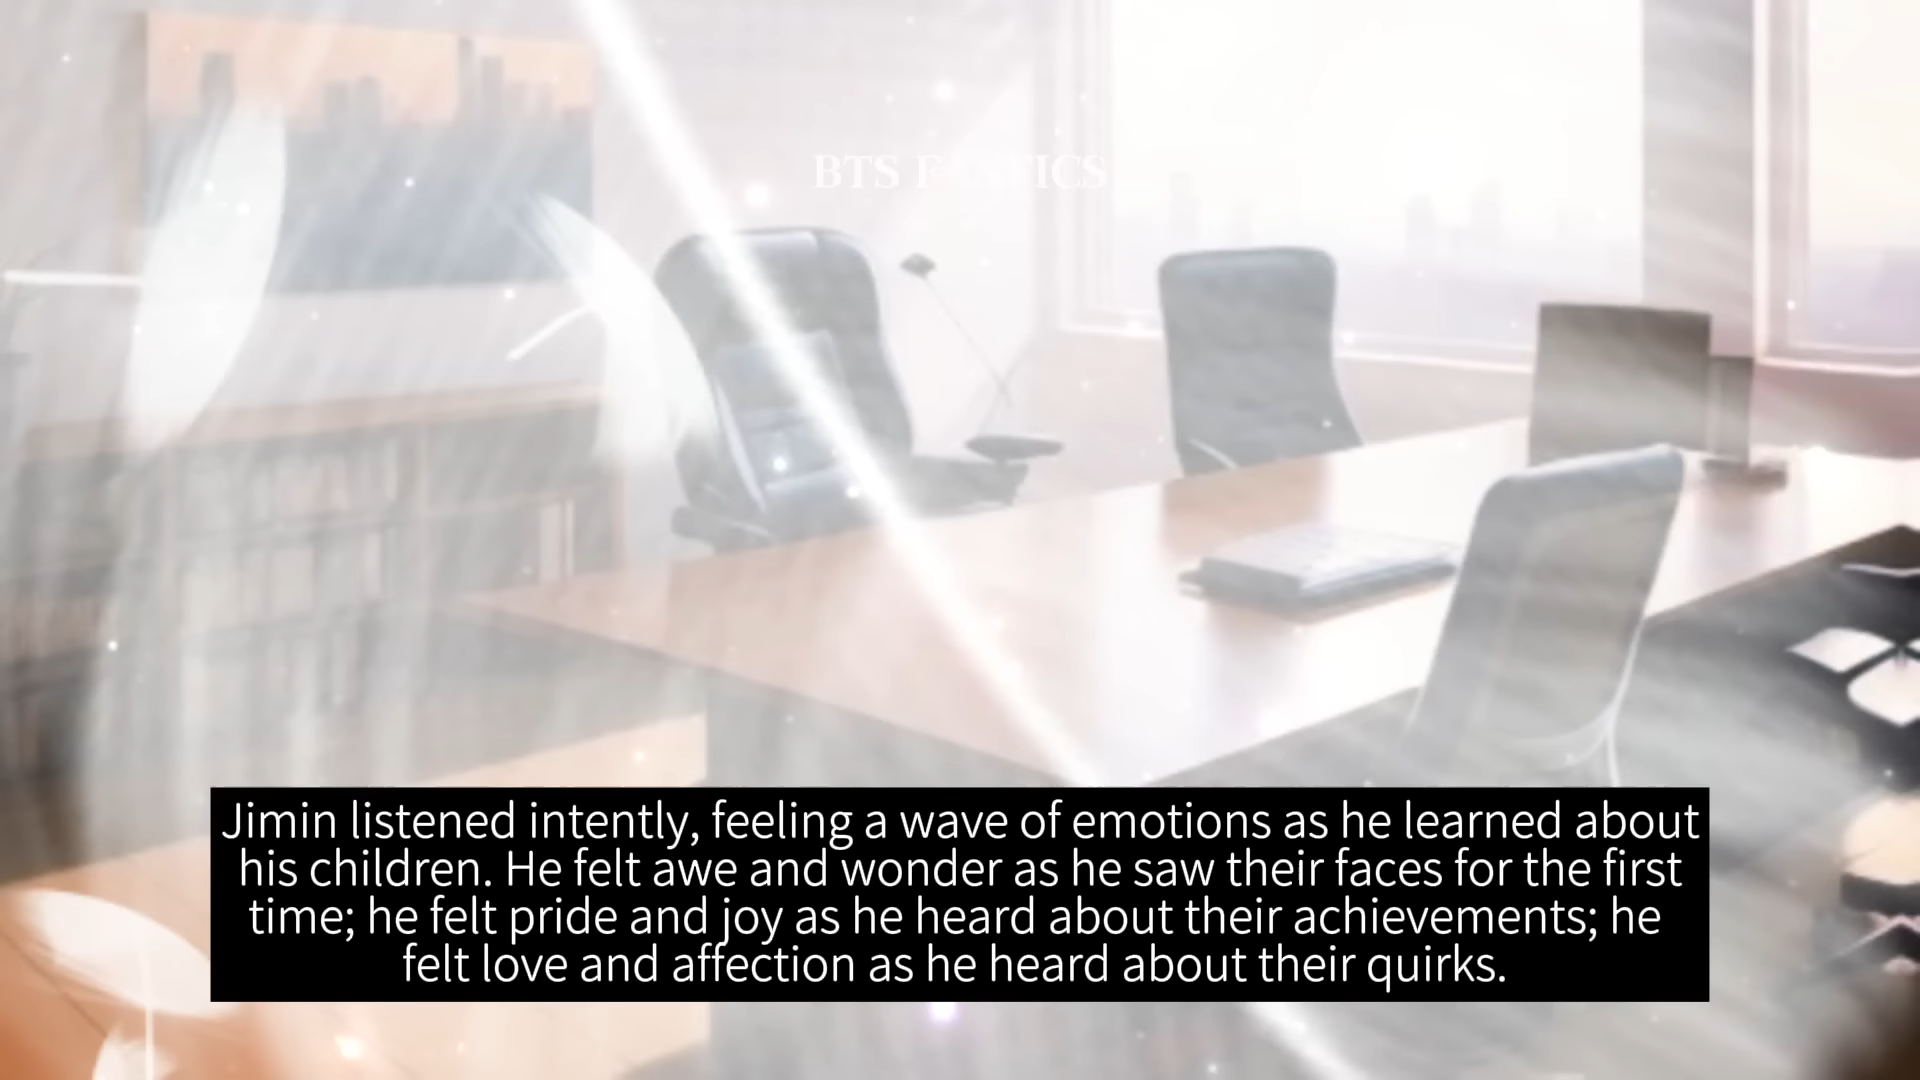 BTS
Jimin listened intently, feeling a wave of emotions as he learned about
his children. He felt awe and wonder as he saw their faces for the first
time; he felt pride and joy as he heard about their achievements; he
felt love and affection as he heard about their quirks.